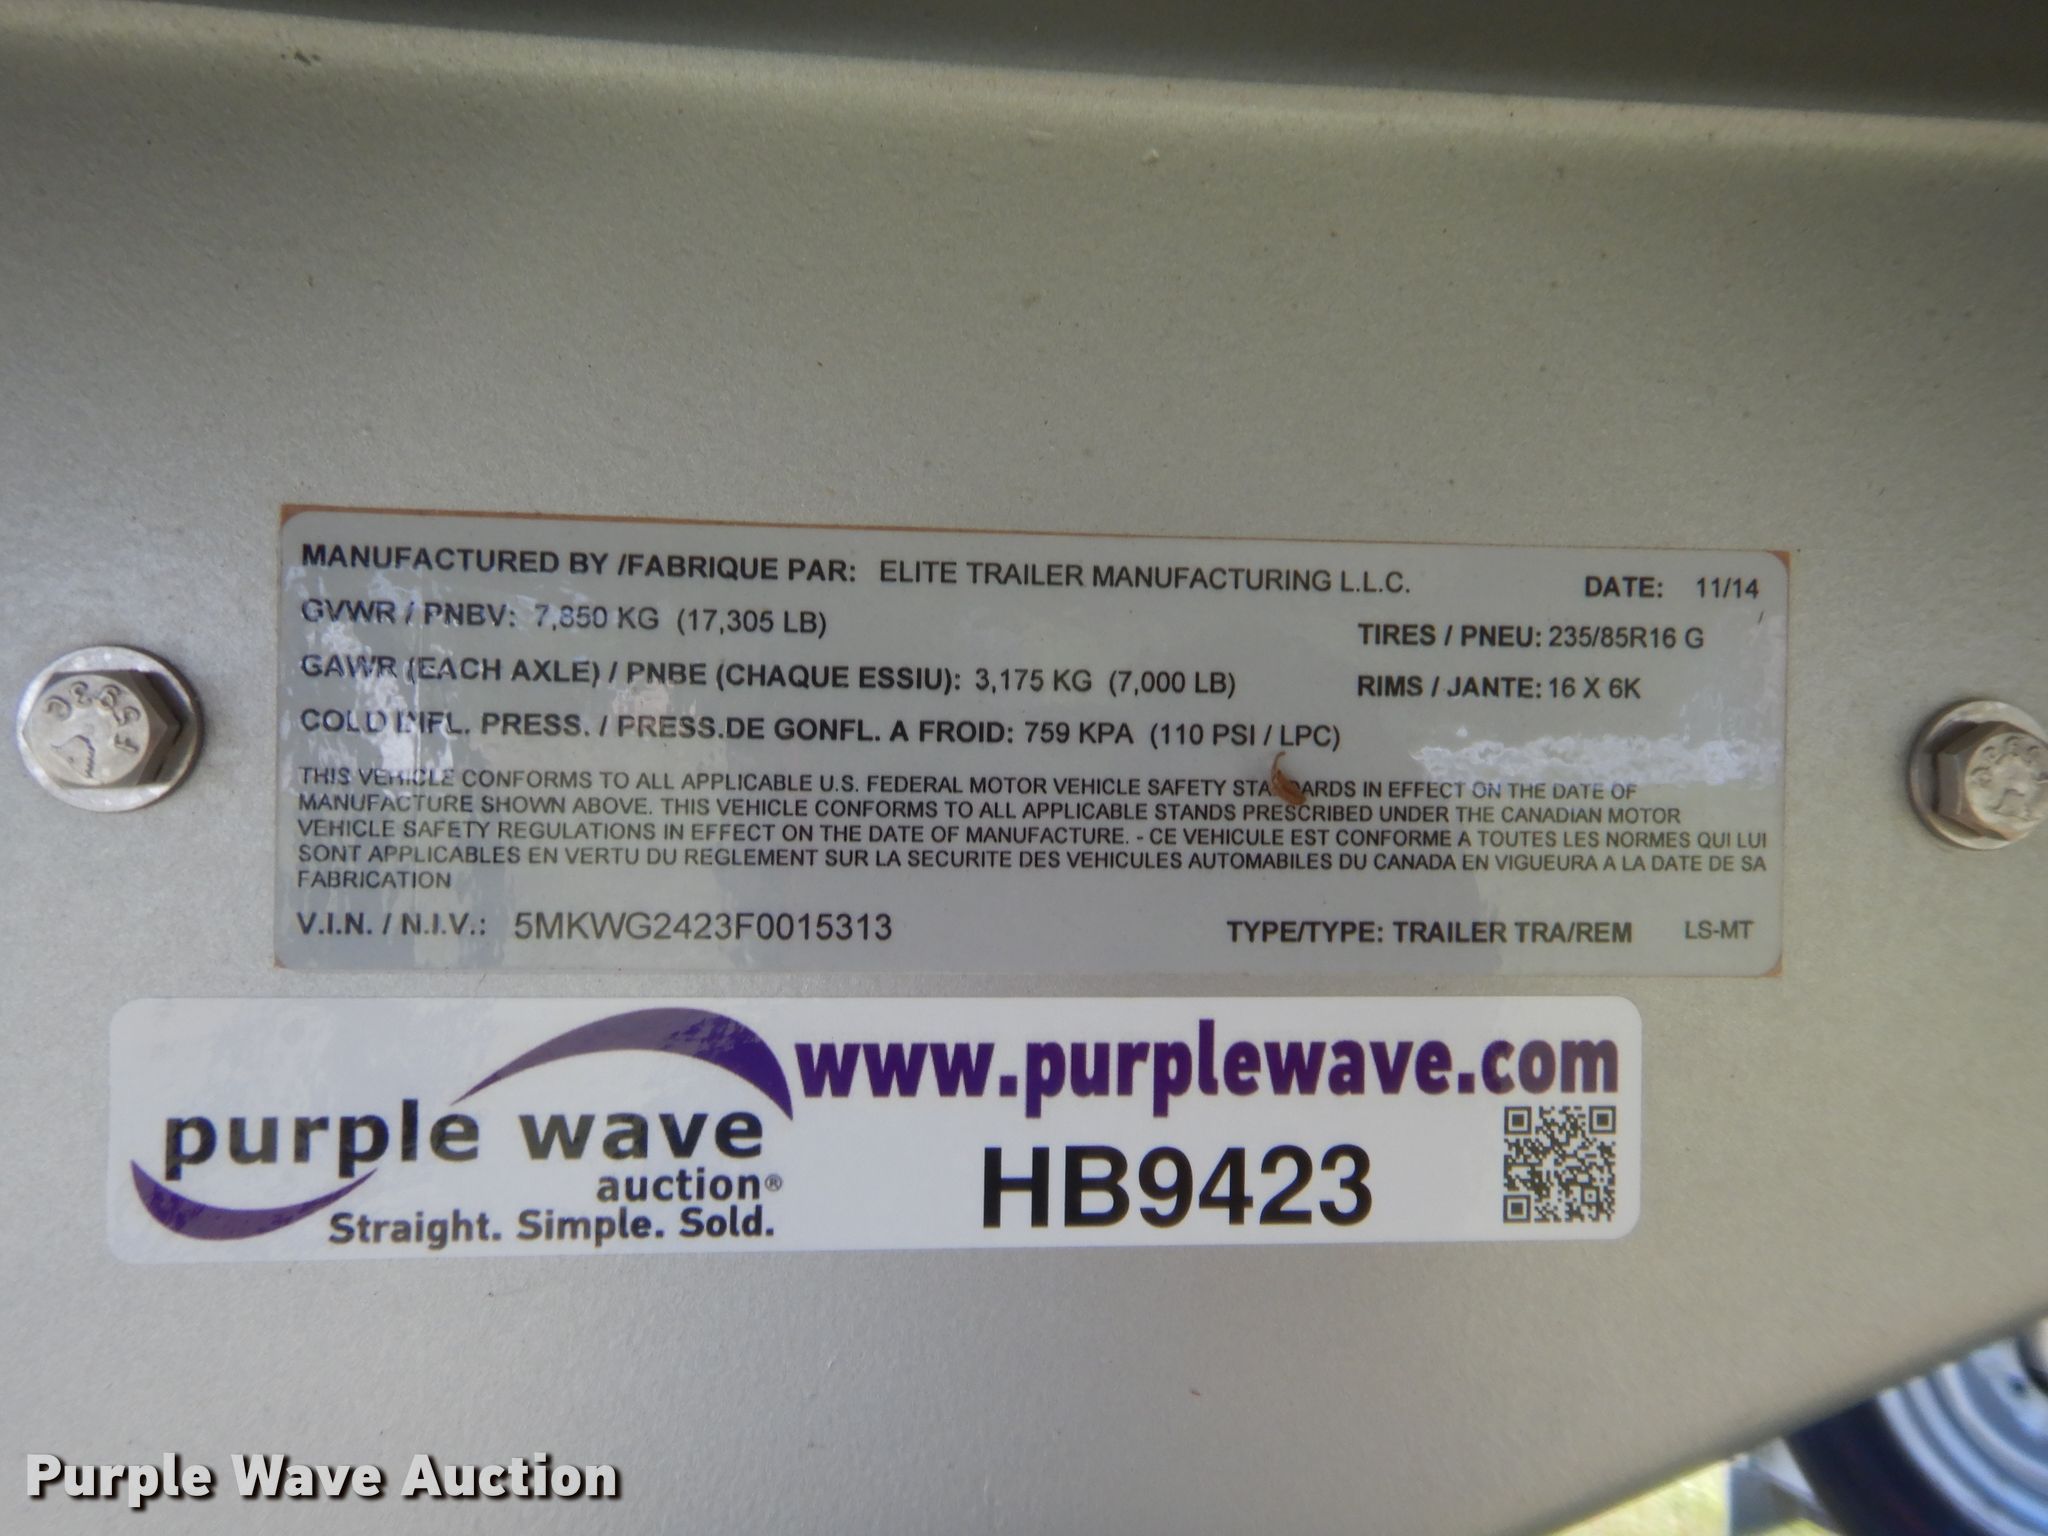 MANUFACTURED BY /FABRIQUE PAR: ELITE TRAILER MANUFACTURING L.L.C. DATE: 11/14
GVWR / PNBV: 7,850 KG (17,305 LB)
TIRES / PNEU: 235/85R16 G
GAWR (EACH AXLE) / PNBE (CHAQUE ESSIU): 3,175 KG (7,000 LB)
RIMS / JANTE: 16 X 6K
COLD INFL. PRESS. / PRESS.DE GONFL. A FROID: 759 KPA (110 PSI / LPC)
THIS VEHICLE CONFORMS TO ALL APPLICABLE U.S. FEDERAL MOTOR VEHICLE SAFETY STANDARDS IN EFFECT ON THE DATE OF
MANUFACTURE SHOWN ABOVE. THIS VEHICLE CONFORMS TO ALL APPLICABLE STANDS PRESCRIBED UNDER THE CANADIAN MOTOR
VEHICLE SAFETY REGULATIONS IN EFFECT ON THE DATE OF MANUFACTURE. - CE VEHICULE EST CONFORME A TOUTES LES NORMES QUI LUI
SONT APPLICABLES EN VERTU DU REGLEMENT SUR LA SECURITE DES VEHICULES AUTOMABILES DU CANADA EN VIGUEURA A LA DATE DE SA
FABRICATION
V.I.N. / N.I.V.: 5MKWG2423F0015313 TYPE/TYPE: TRAILER TRA/REM LS-MT
www.purplewave.com
purple wave
auction®
Straight. Simple. Sold.
HB9423
Purple Wave Auction